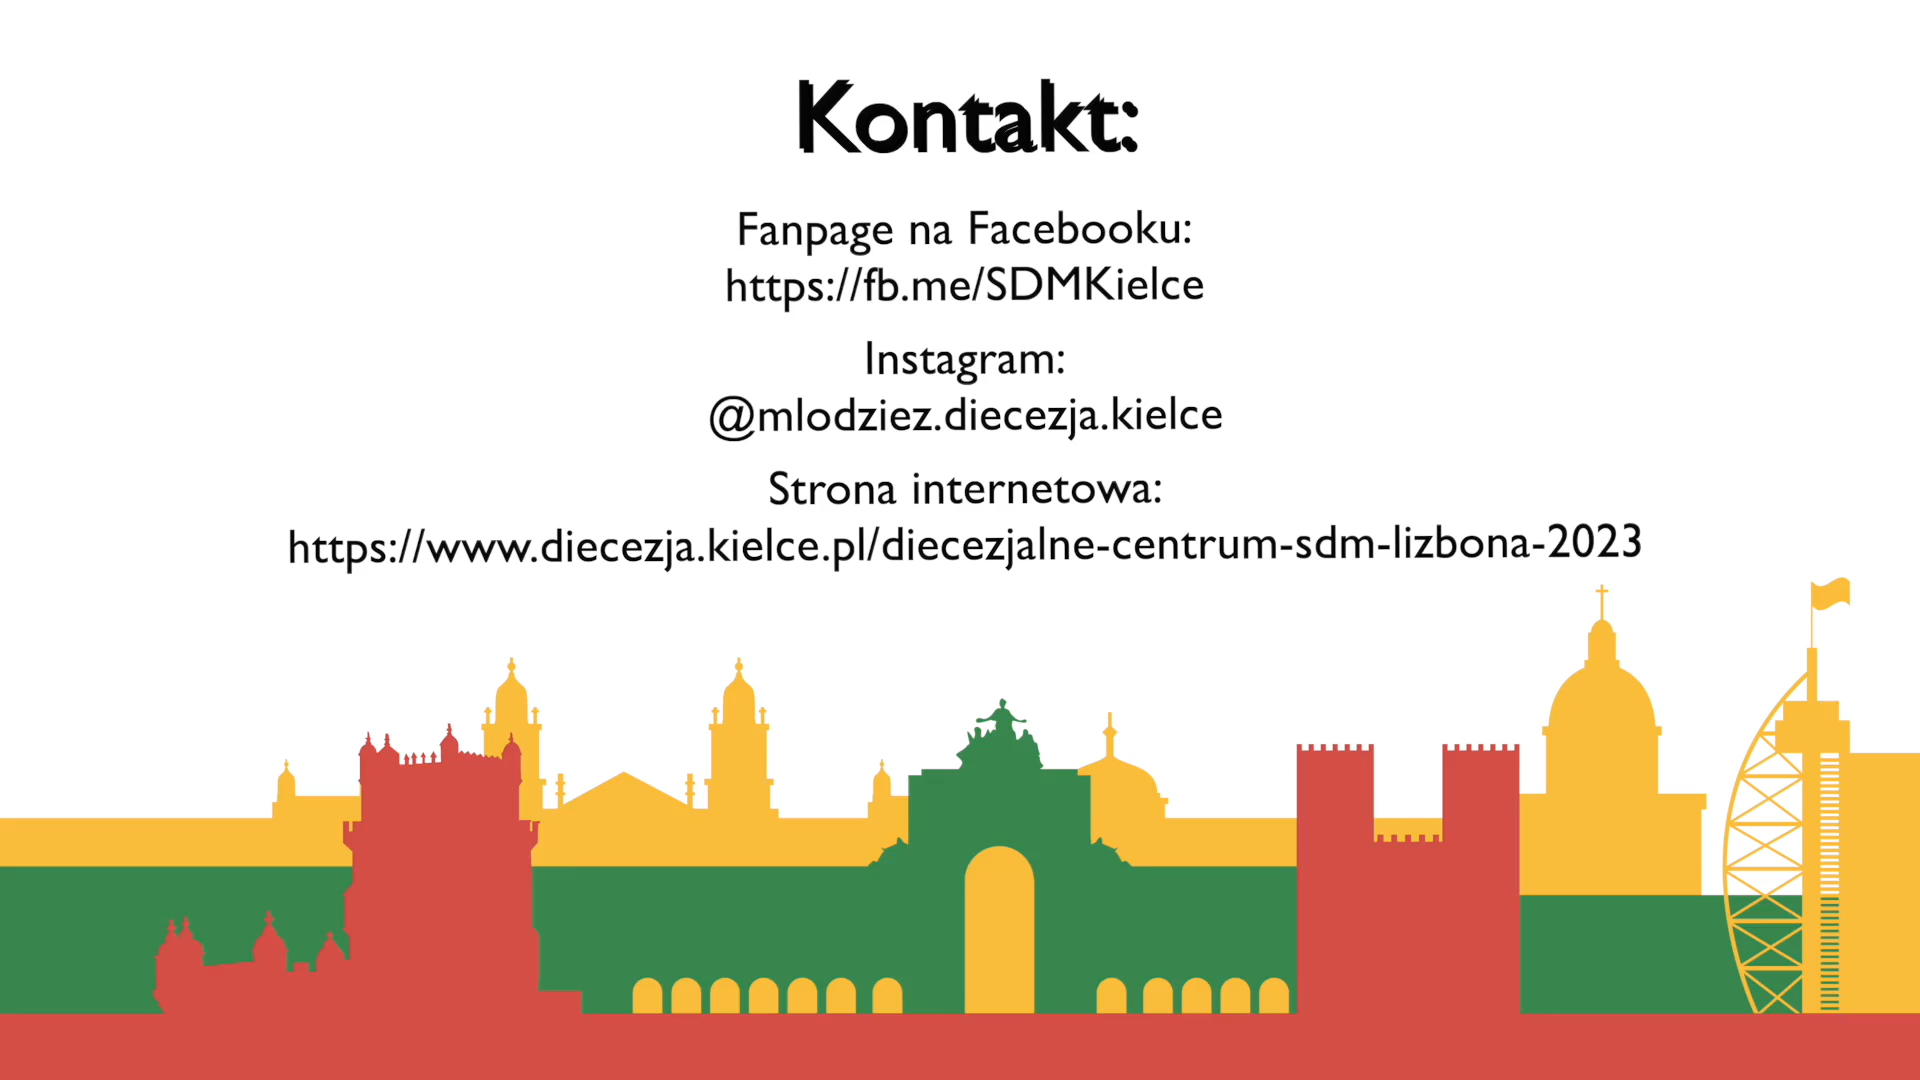 Kontakt:
Fanpage na Facebooku:
https://fb.me/SDMKielce
Instagram:
@mlodziez.diecezja.kielce
Strona internetowa:
https://www.diecezja.kielce.pl/diecezjalne-centrum-sdm-lizbona-2023